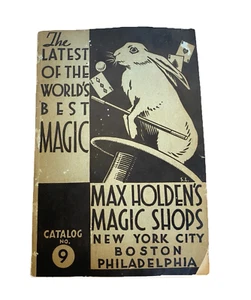 The
LATEST
OF THE
WORLD'S
BEST
MAGIC
S.L.
MAX HOLDEN'S
MAGIC SHOPS
NEW YORK CITY
BOSTON
PHILADELPHIA
CATALOG
NO.
9